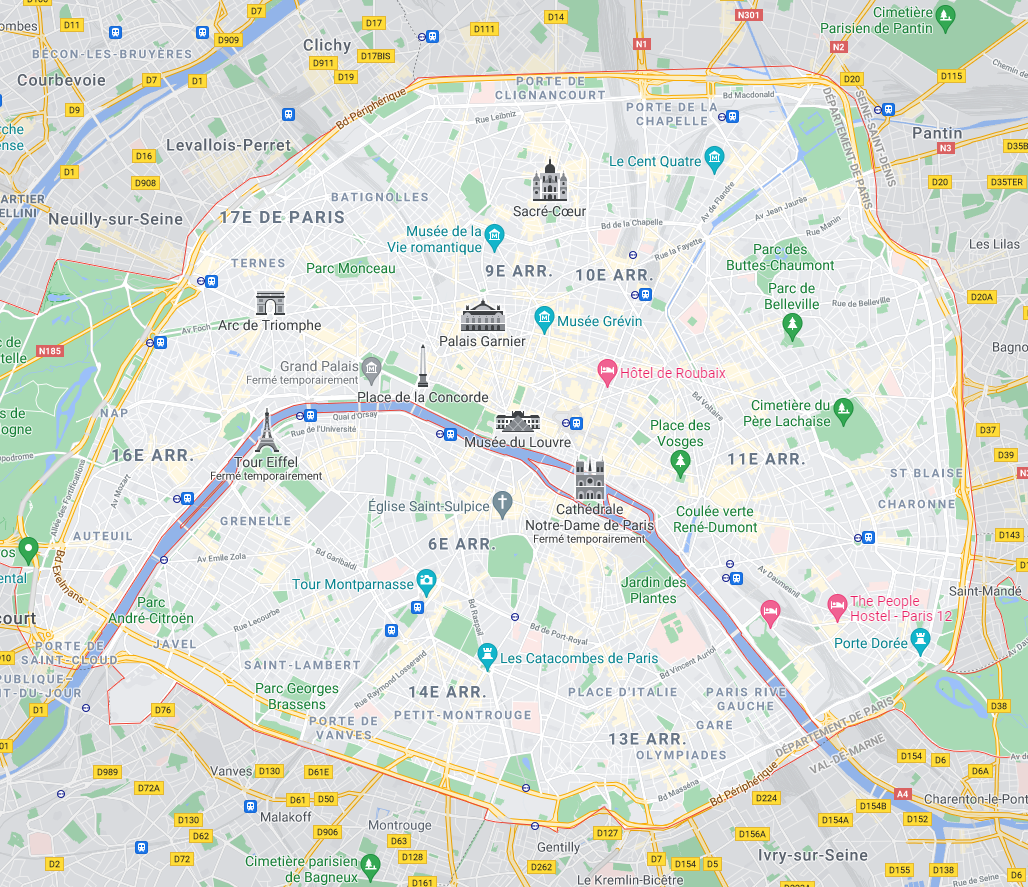 D11
D7
D17
D14
D111
N301
Cimetière
Parisien de Pantin
ombes
D909
Clichy
D17BIS
N1
N2
BÉCON-LES-BRUYÈRES
D911
D19
Courbevoie
D7
D1
PORTE DE
CLIGNANCOURT
D20
D115
Bd Macdonald
Bd Périphérique
D9
Rue Leibniz
PORTE DE LA
CHAPELLE
SEINE-SAINT-DENIS
DÉPARTEMENT DE PARIS
Pantin
N3
D35B
Levallois-Perret
D16
D1
D908
Le Cent Quatre
D20
D35TER
BATIGNOLLES
Sacré-Cœur
Av de Flandre
Av Jean Jaurès
Neuilly-sur-Seine
17E DE PARIS
Bd de la Chapelle
Rue Manin
Musée de la
Vie romantique
Rue la Fayette
Les Lilas
TERNES
Parc Monceau
9E ARR.
10E ARR.
Parc des
Buttes-Chaumont
Parc de
Belleville
Rue de Belleville
D20A
Arc de Triomphe
Av Foch
Palais Garnier
Musée Grévin
N185
Bagno
Grand Palais
Fermé temporairement
Hôtel de Roubaix
Place de la Concorde
Bd Voltaire
NAP
Quai d'Orsay
Rue de l'Université
Cimetière du
Père Lachaise
Musée du Louvre
Place des
Vosges
D37
D39
16E ARR.
Tour Eiffel
Fermé temporairement
11E ARR.
ST BLAISE
Allée des Fortifications
Av Mozart
CHARONNE
Église Saint-Sulpice
Cathédrale
Notre-Dame de Paris
Fermé temporairement
Coulée verte
René-Dumont
GRENELLE
AUTEUIL
D143
6E ARR.
Av Emile Zola
Bd Garibaldi
Bd Exelmans
Tour Montparnasse
Jardin des
Plantes
Av Daumesnil
Saint-Mandé
Parc
André-Citroën
Rue Lecourbe
Bd Raspail
The People
Hostel - Paris 12
court
Bd de Port-Royal
Porte Dorée
JAVEL
PORTE DE
SAINT-CLOUD
D10
SAINT-LAMBERT
Rue Raymond Losserand
Les Catacombes de Paris
Bd Vincent Auriol
Parc Georges
Brassens
14E ARR.
PLACE D'ITALIE
PARIS RIVE
GAUCHE
D1
D76
PETIT-MONTROUGE
GARE
D38
PORTE DE
VANVES
13E ARR.
OLYMPIADES
DÉPARTEMENT DE PARIS
VAL-DE-MARNE
D154
D6
D989
Vanves
D130
D61E
D6A
D72A
Bd Masséna
Bd Périphérique
A4
D61
D50
D224
D154B
Charenton-le-Pont
D130
Malakoff
D62
D906
Montrouge
D127
D156A
D154A
D152
D63
D128
Gentilly
D72
D2
Cimetière parisien
de Bagneux
D161
D262
Le Kremlin-Bicêtre
D7
D154
D5
Ivry-sur-Seine
D155
D138
D6
Rue de Seine